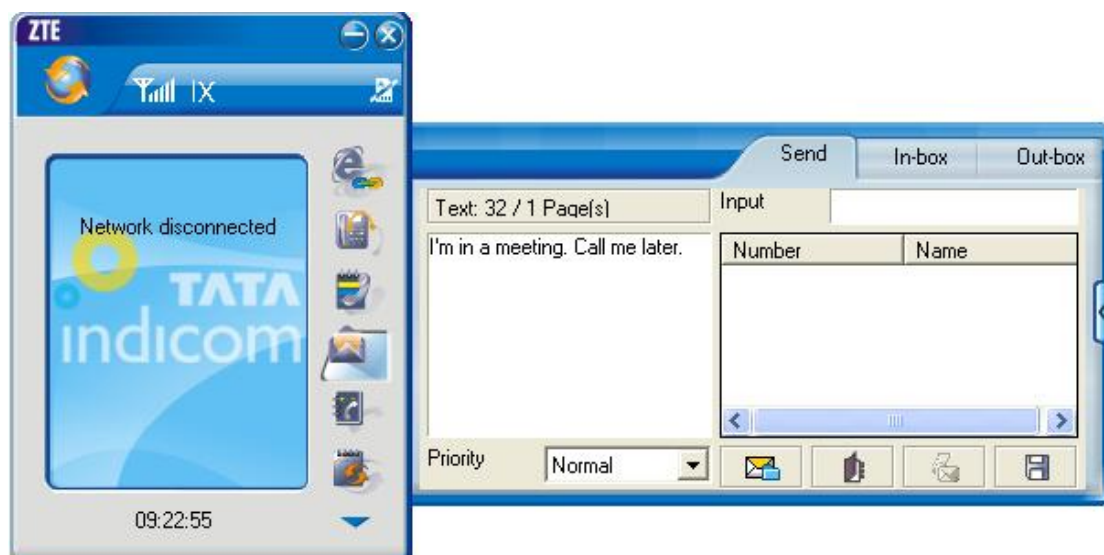 ZTE
1X
Network disconnected
TATA
indicom
09:22:55
Send
In-box
Out-box
Text: 32 / 1 Page(s)
Input
I'm in a meeting. Call me later.
Number
Name
Priority
Normal